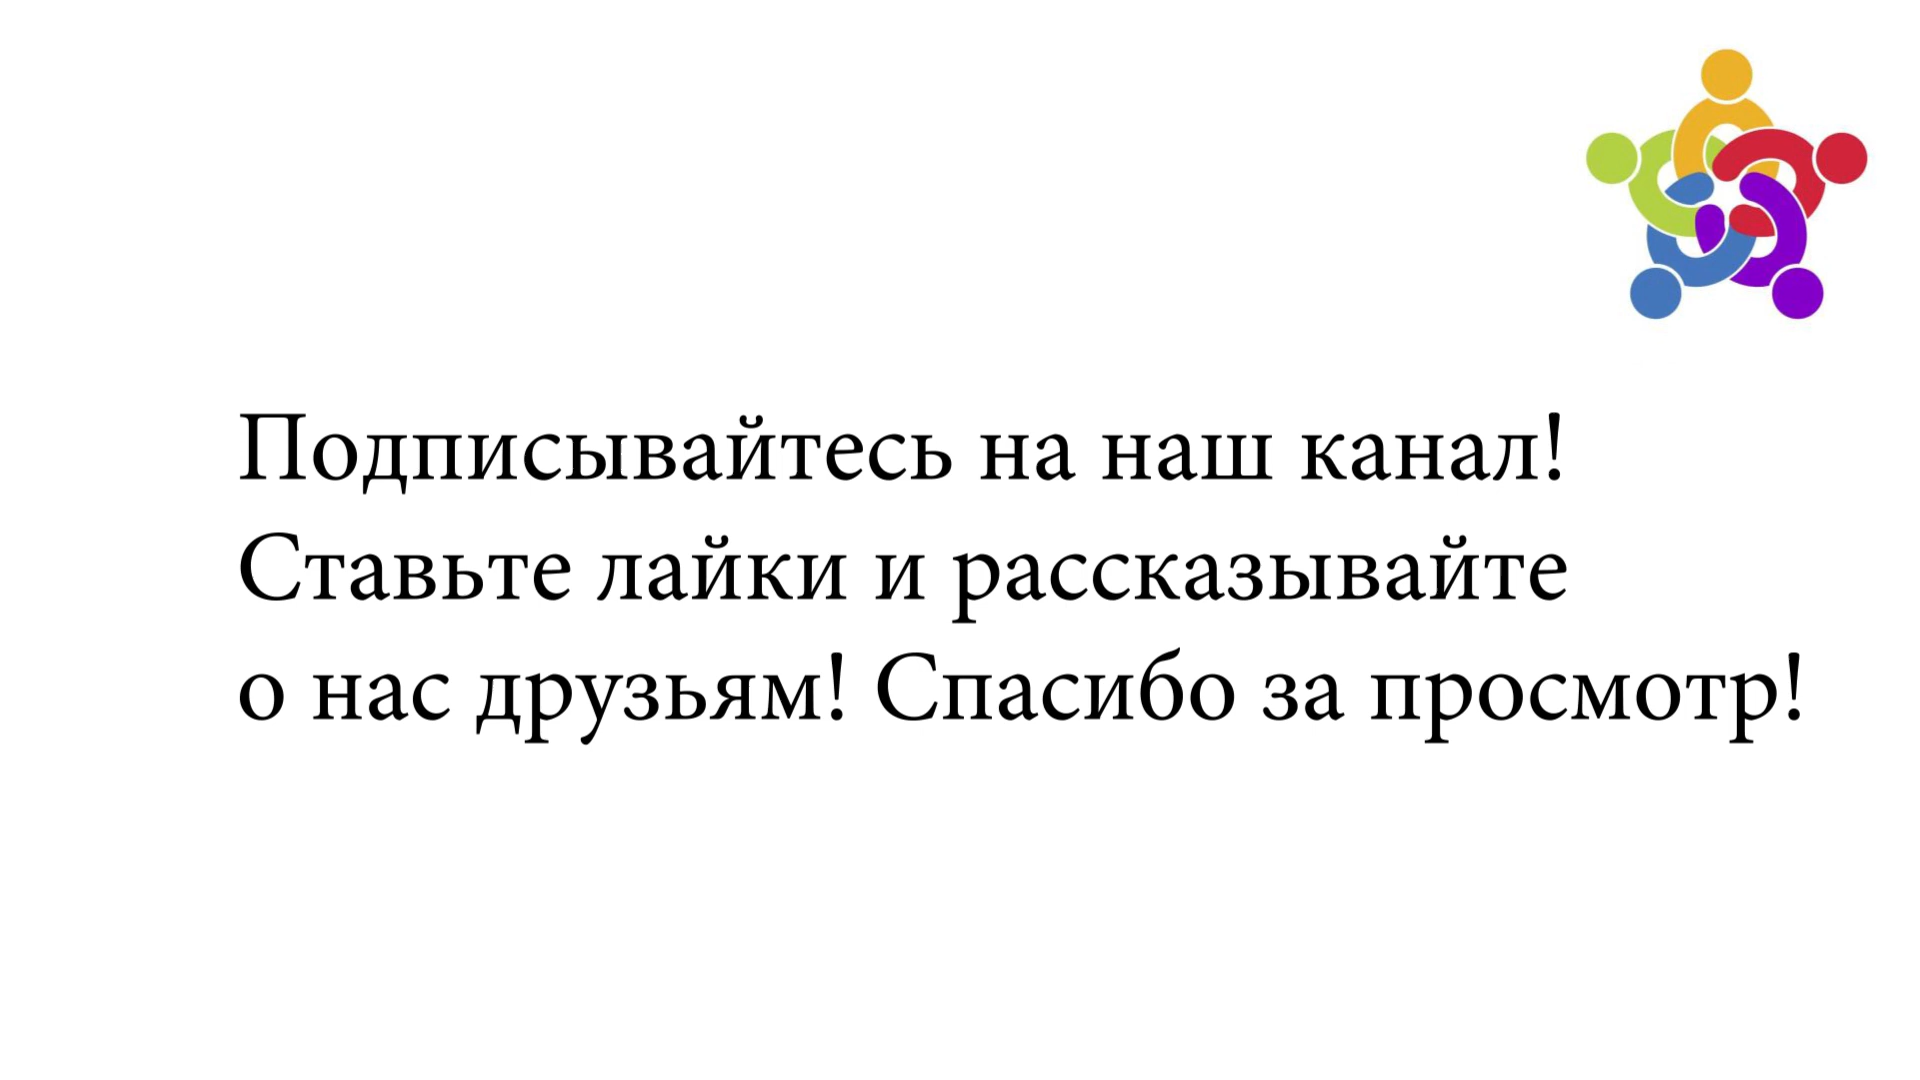 Подписывайтесь на наш канал!
Ставьте лайки и рассказывайте
о нас друзьям! Спасибо за просмотр!